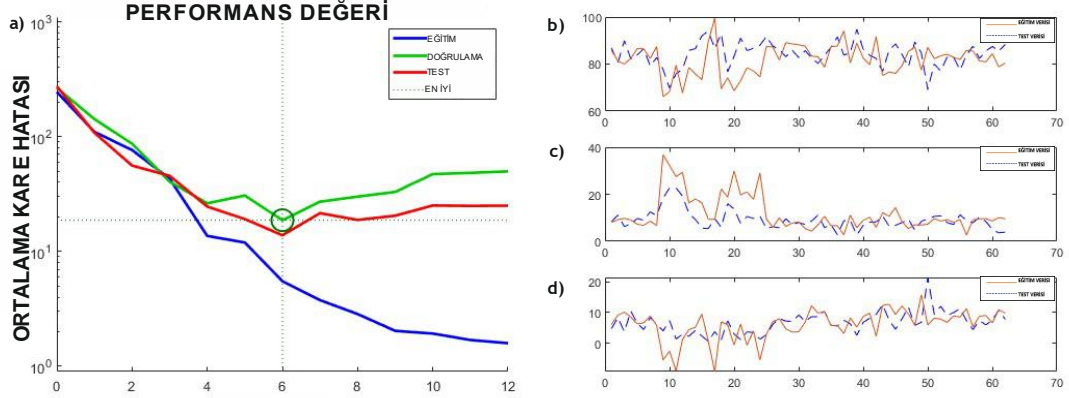 a)
PERFORMANS DEĞERİ
ORTALAMA KARE HATASI
10³
10²
10¹
10⁰
0 2 4 6 8 10 12
EĞİTİM
DOĞRULAMA
TEST
EN İYİ
b)
100
80
60
0 10 20 30 40 50 60 70
EĞİTİM VERİSİ
TEST VERİSİ
c)
40
20
0
0 10 20 30 40 50 60 70
EĞİTİM VERİSİ
TEST VERİSİ
d)
20
10
0
0 10 20 30 40 50 60 70
EĞİTİM VERİSİ
TEST VERİSİ